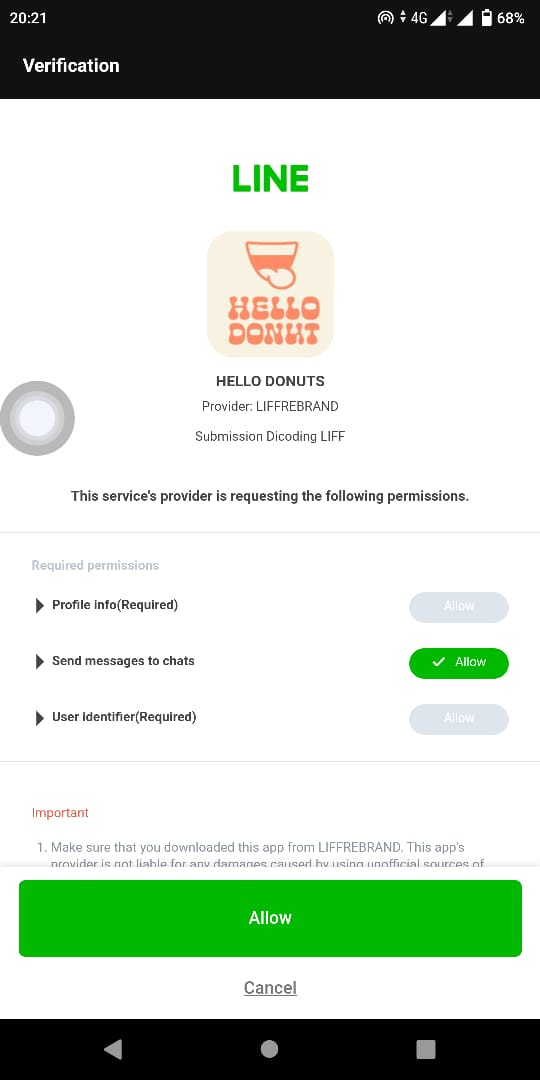 20:21
4G
68%
Verification
LINE
HELLO
DONUT
HELLO DONUTS
Provider: LIFFREBRAND
Submission Dicoding LIFF
This service's provider is requesting the following permissions.
Required permissions
Profile info(Required)
Allow
Send messages to chats
Allow
User identifier(Required)
Allow
Important
1. Make sure that you downloaded this app from LIFFREBRAND. This app's
provider is not liable for any damages caused by using unofficial sources of
Allow
Cancel